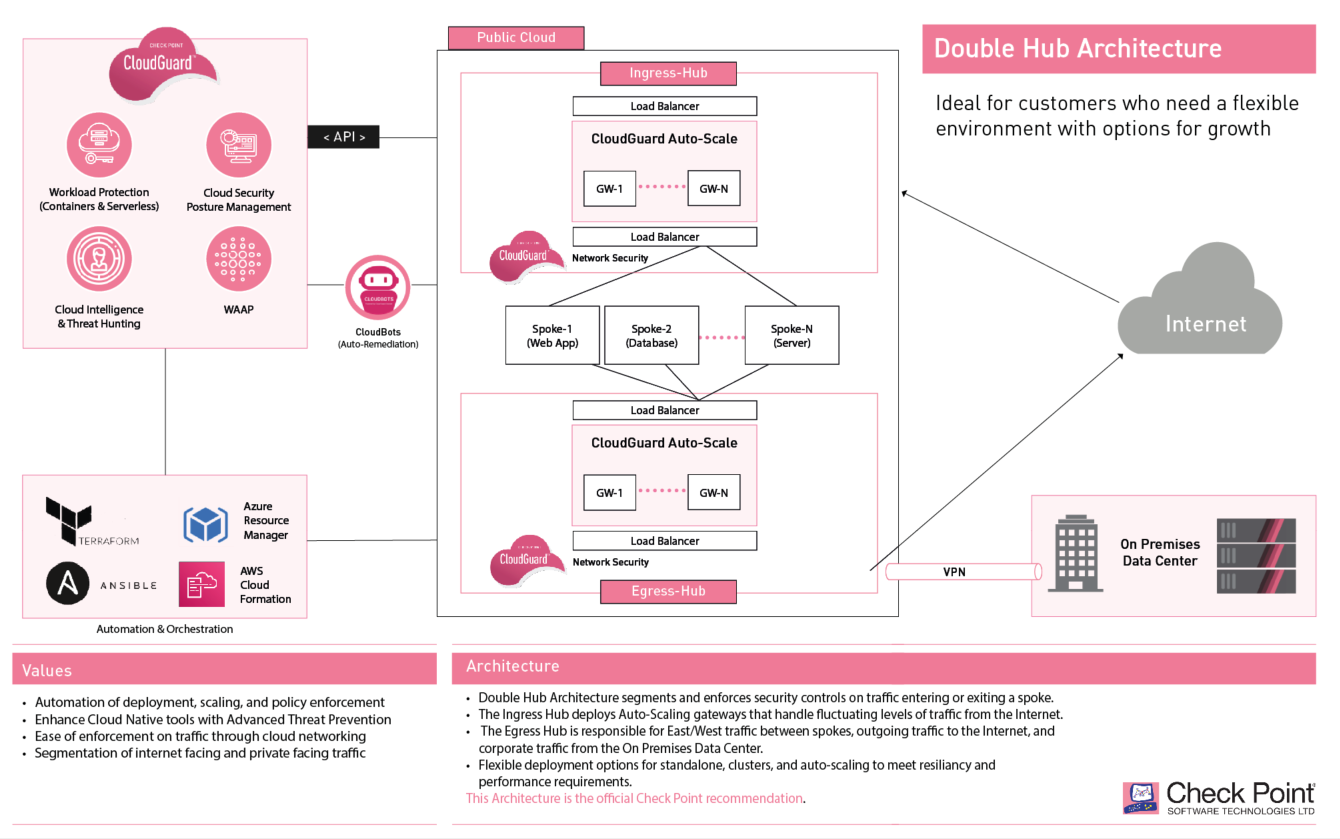 CHECK POINT
CloudGuard
Workload Protection
(Containers & Serverless)
Cloud Security
Posture Management
Cloud Intelligence
& Threat Hunting
WAAP
< API >
CLOUDBOTS
CloudBots
(Auto-Remediation)
TERRAFORM
Azure
Resource
Manager
ANSIBLE
AWS
Cloud
Formation
Automation & Orchestration
Public Cloud
Ingress-Hub
Load Balancer
CloudGuard Auto-Scale
GW-1
GW-N
Load Balancer
CloudGuard
Network Security
Spoke-1
(Web App)
Spoke-2
(Database)
Spoke-N
(Server)
Load Balancer
CloudGuard Auto-Scale
GW-1
GW-N
Load Balancer
CloudGuard
Network Security
Egress-Hub
Double Hub Architecture
Ideal for customers who need a flexible
environment with options for growth
Internet
VPN
On Premises
Data Center
Values
• Automation of deployment, scaling, and policy enforcement
• Enhance Cloud Native tools with Advanced Threat Prevention
• Ease of enforcement on traffic through cloud networking
• Segmentation of internet facing and private facing traffic
Architecture
• Double Hub Architecture segments and enforces security controls on traffic entering or exiting a spoke.
• The Ingress Hub deploys Auto-Scaling gateways that handle fluctuating levels of traffic from the Internet.
• The Egress Hub is responsible for East/West traffic between spokes, outgoing traffic to the Internet, and
corporate traffic from the On Premises Data Center.
• Flexible deployment options for standalone, clusters, and auto-scaling to meet resiliancy and
performance requirements.
This Architecture is the official Check Point recommendation.
Check Point
SOFTWARE TECHNOLOGIES LTD